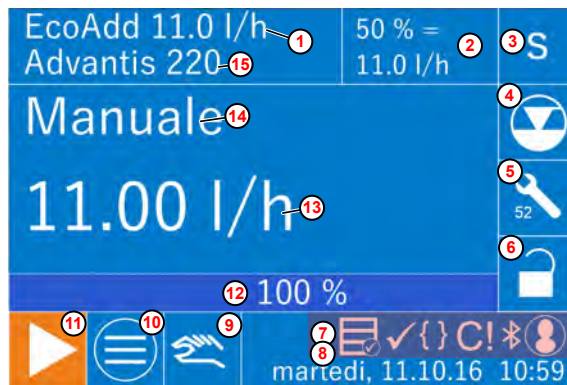 EcoAdd 11.0 l/h 1
Advantis 220 15
50 % = 2
11.0 l/h
3 S
4
Manuale 14
5
52
11.00 l/h 13
6
12 100 %
11
10
9
7 { } C!
8
martedi, 11.10.16 10:59